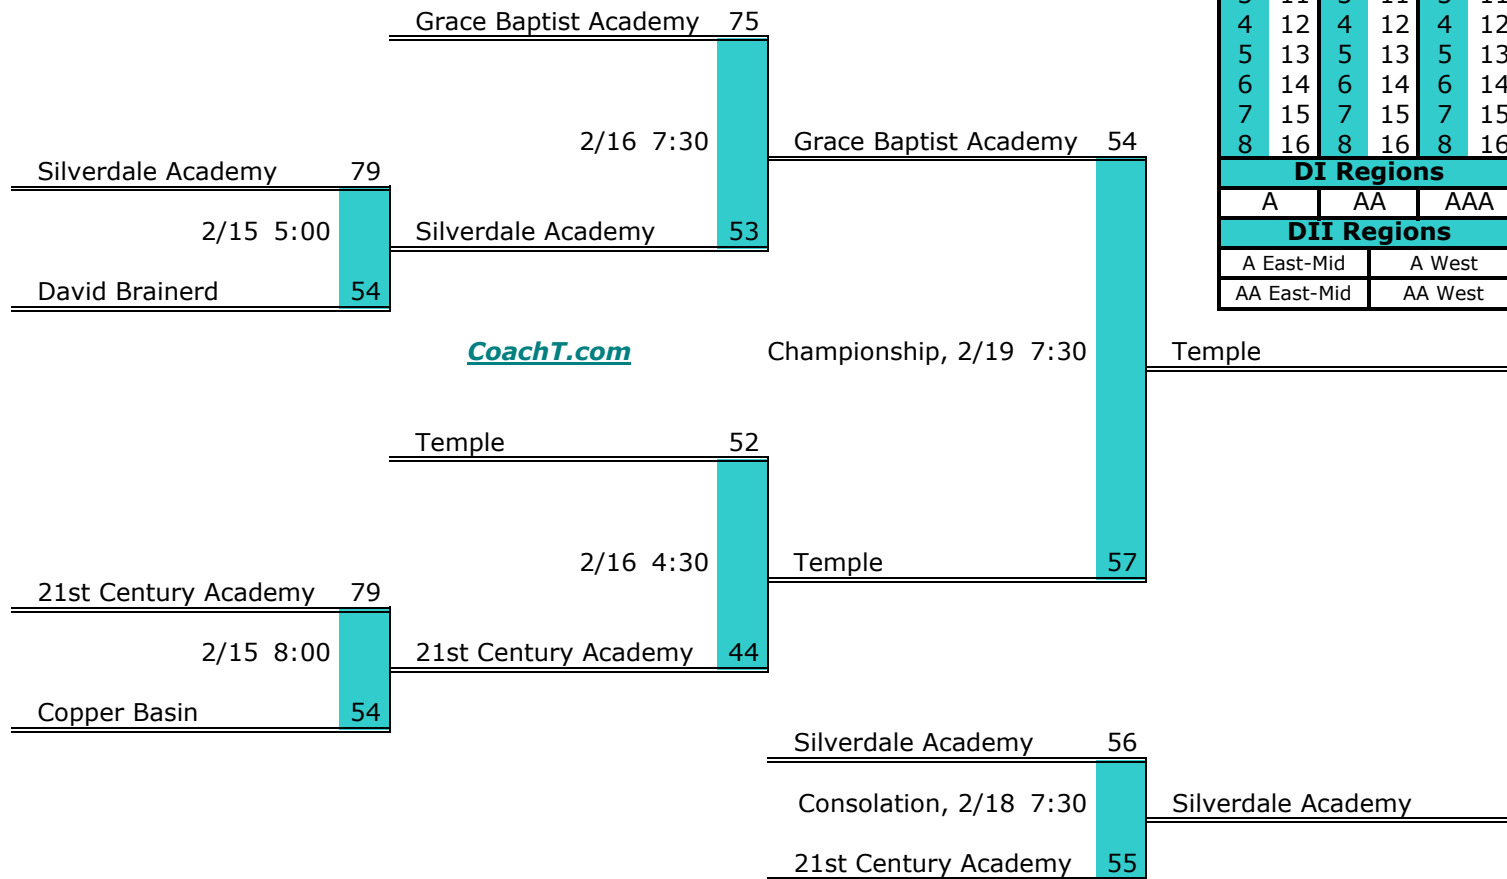 Grace Baptist Academy 75
4 12 4 12 4 12
5 13 5 13 5 13
6 14 6 14 6 14
7 15 7 15 7 15
2/16 7:30 Grace Baptist Academy 54
8 16 8 16 8 16
Silverdale Academy 79
DI Regions
A AA AAA
2/15 5:00 Silverdale Academy 53
DII Regions
A East-Mid A West
David Brainerd 54
AA East-Mid AA West
CoachT.com Championship, 2/19 7:30 Temple
Temple 52
2/16 4:30 Temple 57
21st Century Academy 79
2/15 8:00 21st Century Academy 44
Copper Basin 54
Silverdale Academy 56
Consolation, 2/18 7:30 Silverdale Academy
21st Century Academy 55